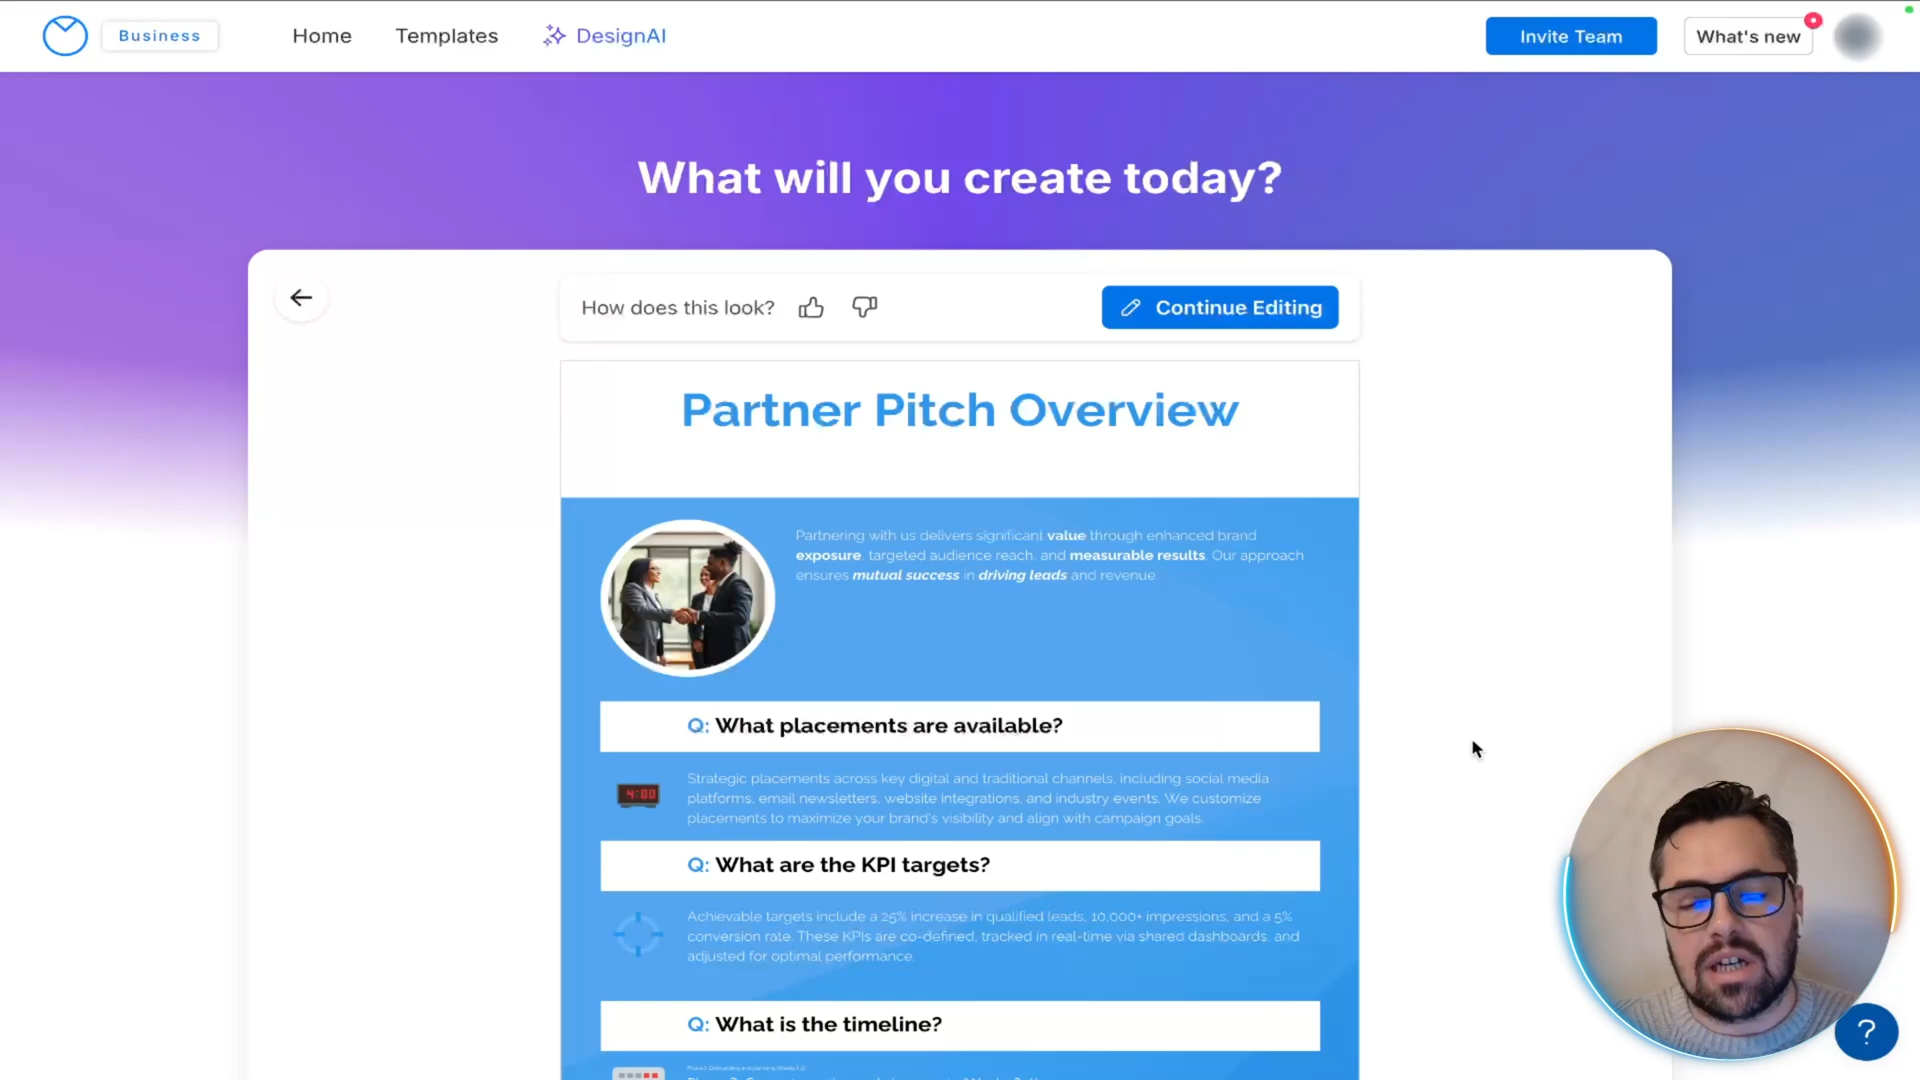 Business
Home
Templates
DesignAI
Invite Team
What's new
What will you create today?
How does this look?
Continue Editing
Partner Pitch Overview
Partnering with us delivers significant value through enhanced brand
exposure, targeted audience reach, and measurable results. Our approach
ensures mutual success in driving leads and revenue.
Q: What placements are available?
4:00
Strategic placements across key digital and traditional channels, including social media
platforms, email newsletters, website integrations, and industry events. We customize
placements to maximize your brand's visibility and align with campaign goals.
Q: What are the KPI targets?
Achievable targets include a 25% increase in qualified leads, 10,000+ impressions, and a 5%
conversion rate. These KPIs are co-defined, tracked in real-time via shared dashboards, and
adjusted for optimal performance.
Q: What is the timeline?
?